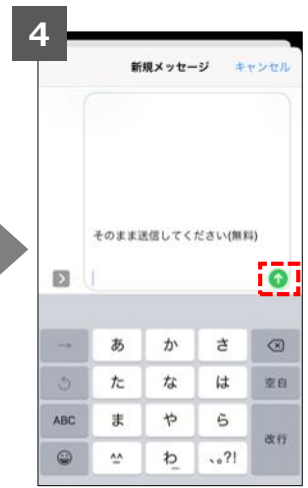 4
新規メッセージ キャンセル
そのまま送信してください(無料)
→ あ か さ
た な は 空白
ABC ま や ら 改行
^^ わ_ 、。?!